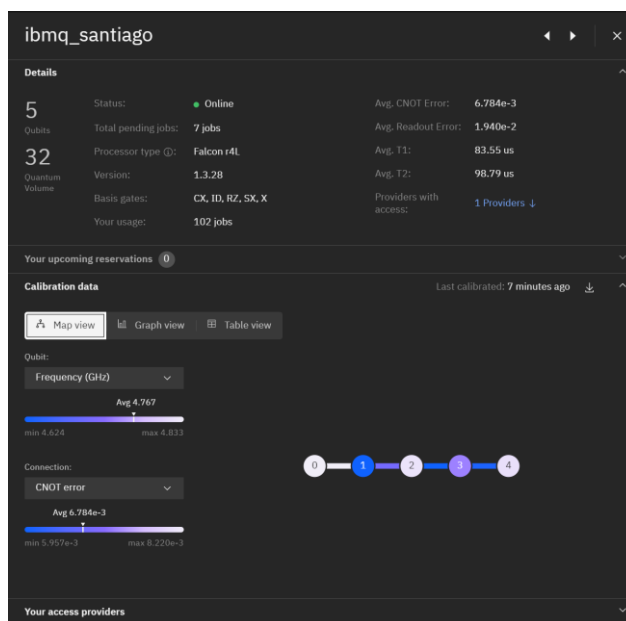 ibmq_santiago
Details
5
Qubits
32
Quantum
Volume
Status: Online
Total pending jobs: 7 jobs
Processor type ⓘ: Falcon r4L
Version: 1.3.28
Basis gates: CX, ID, RZ, SX, X
Your usage: 102 jobs
Avg. CNOT Error: 6.784e-3
Avg. Readout Error: 1.940e-2
Avg. T1: 83.55 us
Avg. T2: 98.79 us
Providers with
access: 1 Providers ↓
Your upcoming reservations 0
Calibration data
Last calibrated: 7 minutes ago
Map view Graph view Table view
Qubit:
Frequency (GHz)
Avg 4.767
min 4.624 max 4.833
Connection:
CNOT error
Avg 6.784e-3
min 5.957e-3 max 8.220e-3
0 1 2 3 4
Your access providers